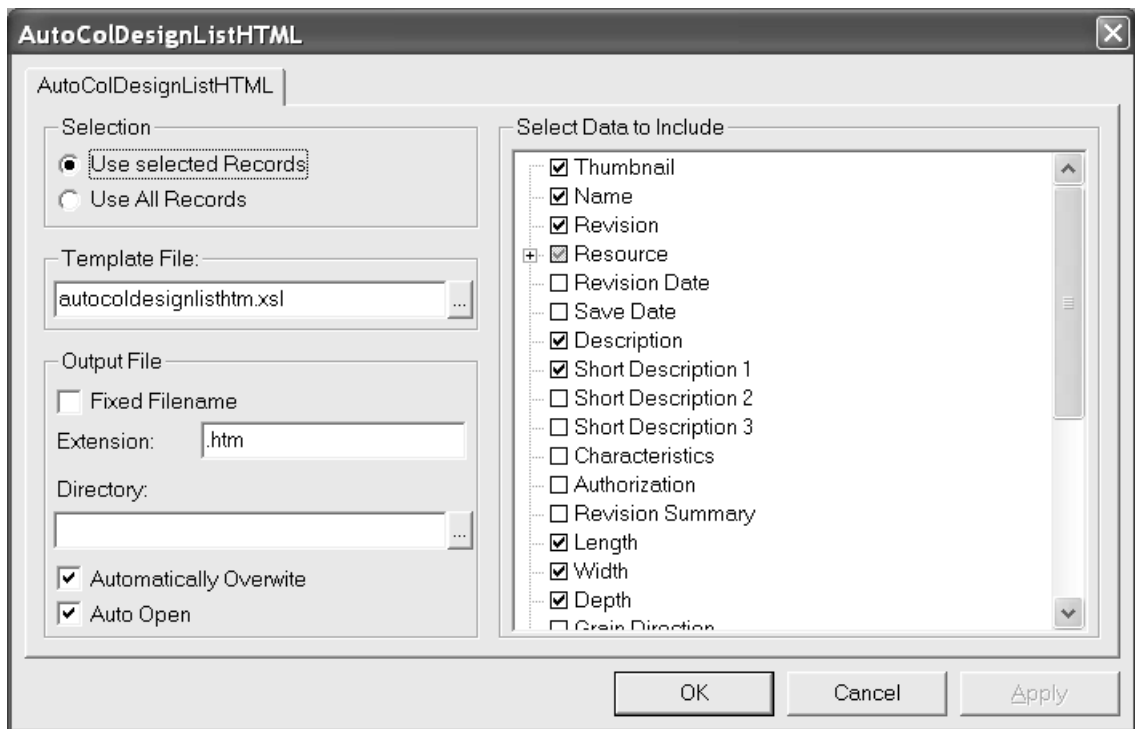 AutoColDesignListHTML
AutoColDesignListHTML
Selection
Use selected Records
Use All Records
Template File:
autocoldesignlisthtm.xsl
...
Output File
Fixed Filename
Extension:
.htm
Directory:
...
Automatically Overwite
Auto Open
Select Data to Include
Thumbnail
Name
Revision
Resource
Revision Date
Save Date
Description
Short Description 1
Short Description 2
Short Description 3
Characteristics
Authorization
Revision Summary
Length
Width
Depth
Grain Direction
OK
Cancel
Apply